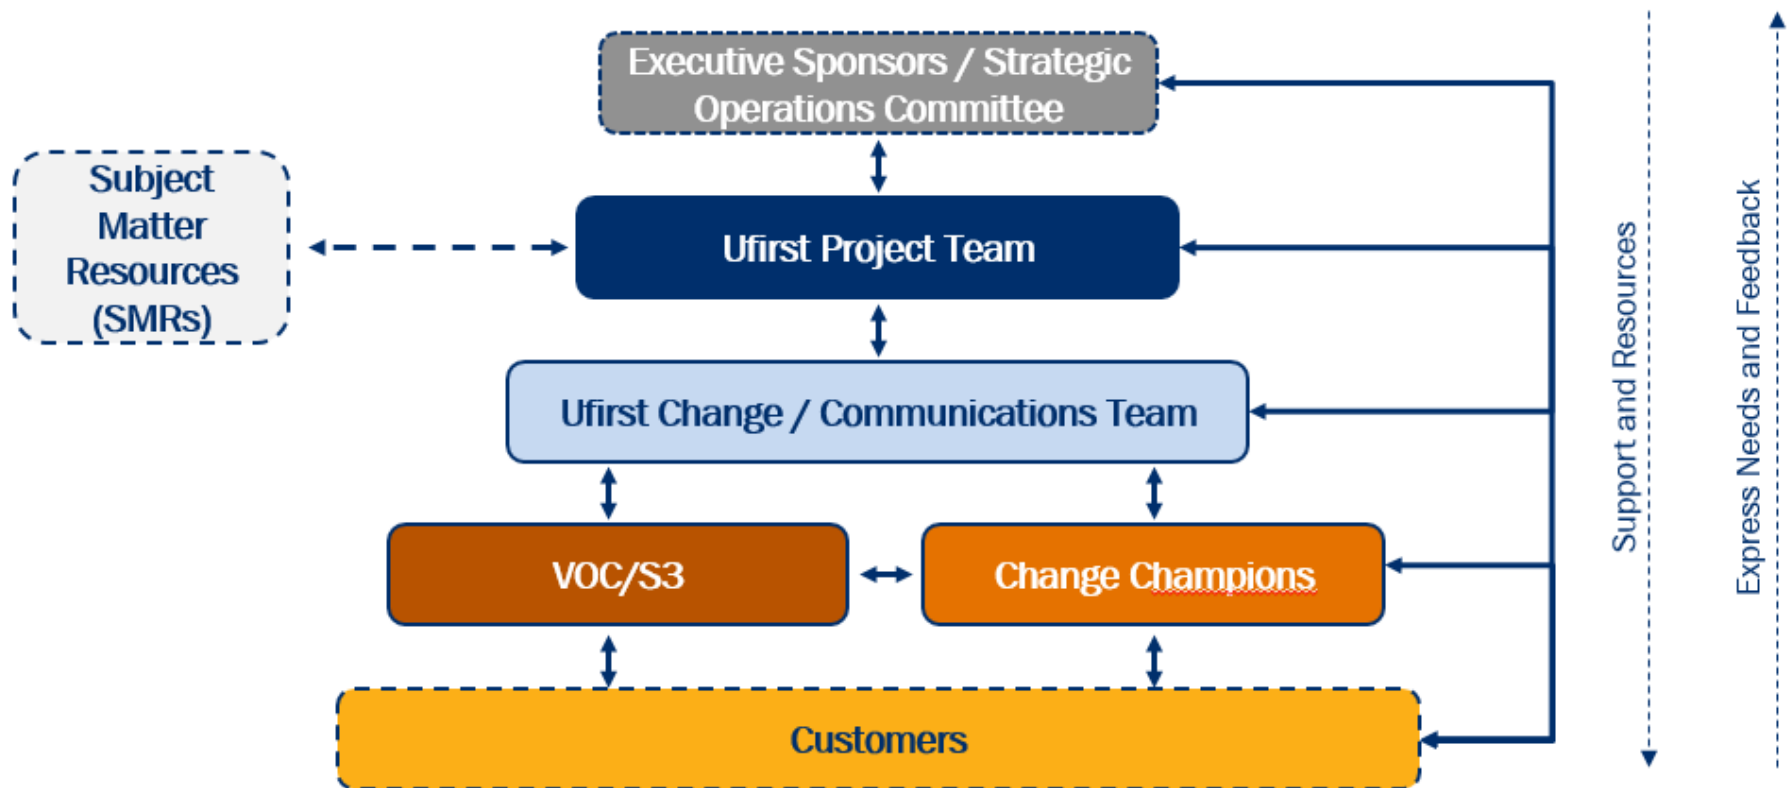 Executive Sponsors / Strategic
Operations Committee
Subject
Matter
Resources
(SMRs)
Ufirst Project Team
Ufirst Change / Communications Team
VOC/S3
Change Champions
Customers
Support and Resources
Express Needs and Feedback